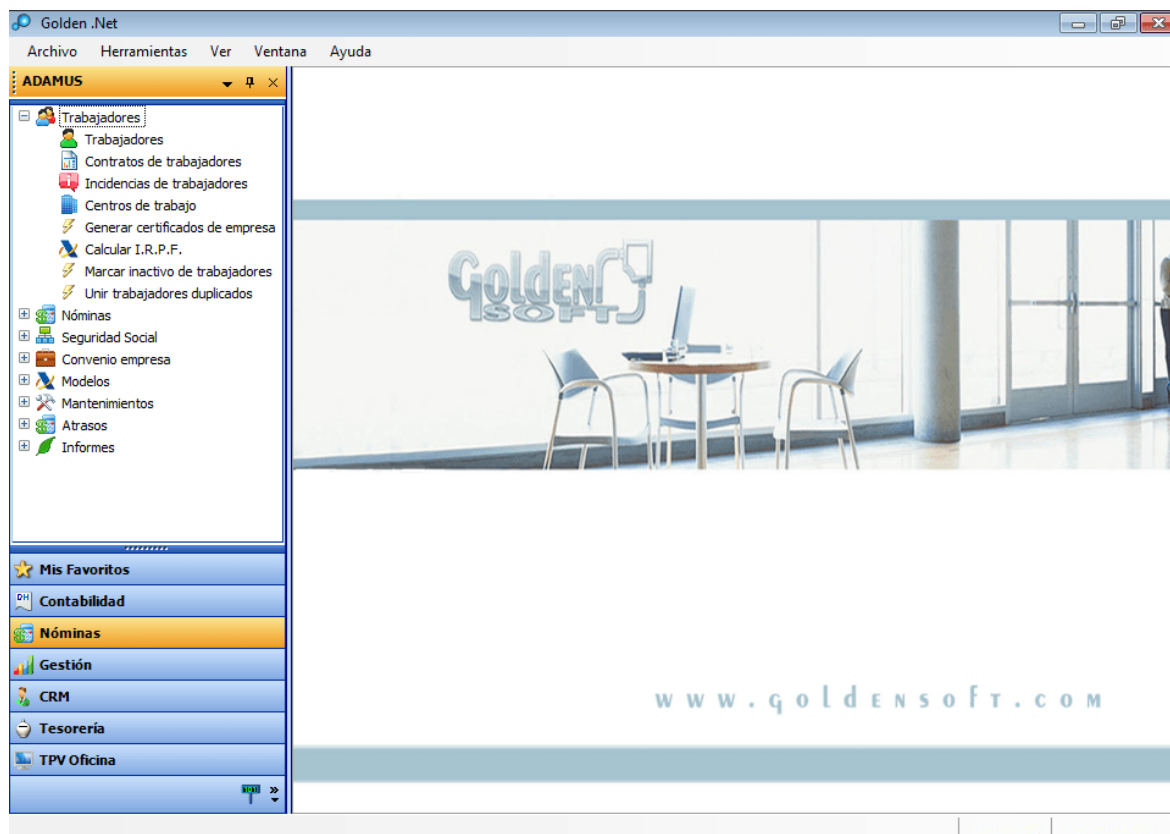 Golden .Net
Archivo Herramientas Ver Ventana Ayuda
ADAMUS
Trabajadores
Trabajadores
Contratos de trabajadores
Incidencias de trabajadores
Centros de trabajo
Generar certificados de empresa
Calcular I.R.P.F.
Marcar inactivo de trabajadores
Unir trabajadores duplicados
Nóminas
Seguridad Social
Convenio empresa
Modelos
Mantenimientos
Atrasos
Informes
Mis Favoritos
DH Contabilidad
Nóminas
Gestión
CRM
Tesorería
TPV Oficina
Golden
SOFT
www.goldensoft.com